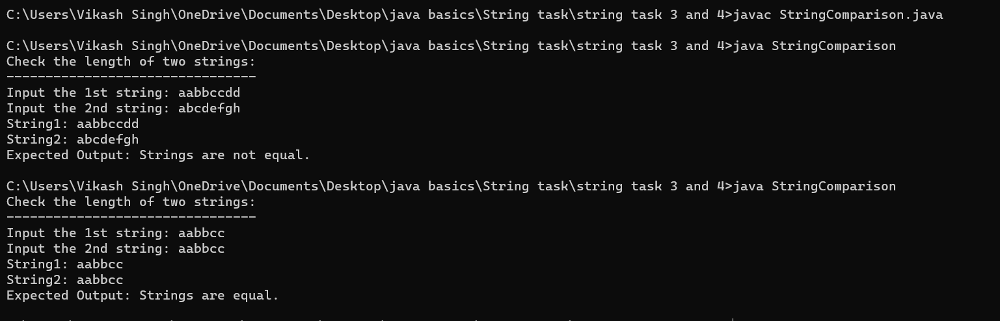 C:\Users\Vikash Singh\OneDrive\Documents\Desktop\java basics\String task\string task 3 and 4>javac StringComparison.java
C:\Users\Vikash Singh\OneDrive\Documents\Desktop\java basics\String task\string task 3 and 4>java StringComparison
Check the length of two strings:
--------------------------------
Input the 1st string: aabbccdd
Input the 2nd string: abcdefgh
String1: aabbccdd
String2: abcdefgh
Expected Output: Strings are not equal.
C:\Users\Vikash Singh\OneDrive\Documents\Desktop\java basics\String task\string task 3 and 4>java StringComparison
Check the length of two strings:
--------------------------------
Input the 1st string: aabbcc
Input the 2nd string: aabbcc
String1: aabbcc
String2: aabbcc
Expected Output: Strings are equal.